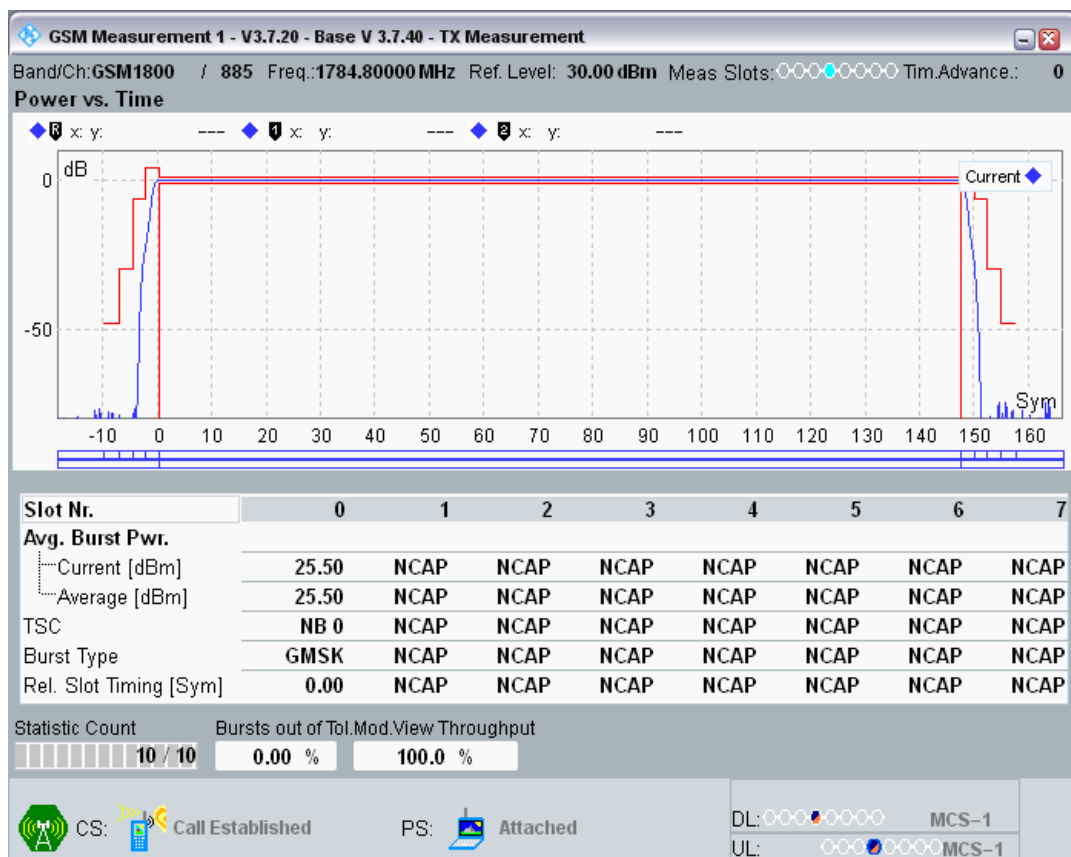 GSM Measurement 1 - V3.7.20 - Base V 3.7.40 - TX Measurement
Band/Ch:GSM1800 / 885 Freq.:1784.80000 MHz Ref. Level: 30.00 dBm Meas Slots: Tim.Advance.: 0
Power vs. Time
R x: y: --- 1 x: y: --- 2 x: y: ---
dB
Current
0
-50
Sym
-10 0 10 20 30 40 50 60 70 80 90 100 110 120 130 140 150 160
Slot Nr. 0 1 2 3 4 5 6 7
Avg. Burst Pwr.
Current [dBm] 25.50 NCAP NCAP NCAP NCAP NCAP NCAP NCAP
Average [dBm] 25.50 NCAP NCAP NCAP NCAP NCAP NCAP NCAP
TSC NB 0 NCAP NCAP NCAP NCAP NCAP NCAP NCAP
Burst Type GMSK NCAP NCAP NCAP NCAP NCAP NCAP NCAP
Rel. Slot Timing [Sym] 0.00 NCAP NCAP NCAP NCAP NCAP NCAP NCAP
Statistic Count Bursts out of Tol.Mod.View Throughput
10 / 10 0.00 % 100.0 %
CS: Call Established PS: Attached
DL: MCS-1
UL: MCS-1